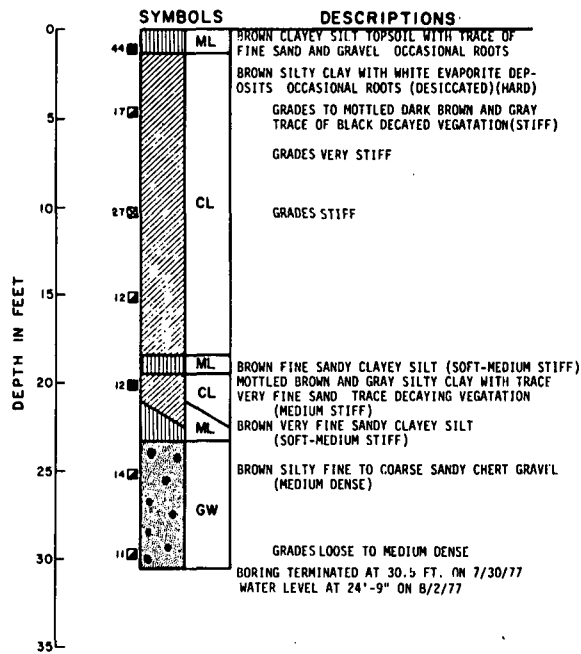 SYMBOLS DESCRIPTIONS
0
44 ML BROWN CLAYEY SILT TOPSOIL WITH TRACE OF
FINE SAND AND GRAVEL OCCASIONAL ROOTS
BROWN SILTY CLAY WITH WHITE EVAPORITE DEP-
OSITS OCCASIONAL ROOTS (DESICCATED)(HARD)
17 GRADES TO MOTTLED DARK BROWN AND GRAY
5 TRACE OF BLACK DECAYED VEGATATION(STIFF)
GRADES VERY STIFF
CL
10 27 GRADES STIFF
15 12
DEPTH IN FEET
ML BROWN FINE SANDY CLAYEY SILT (SOFT-MEDIUM STIFF)
20 12 CL MOTTLED BROWN AND GRAY SILTY CLAY WITH TRACE
VERY FINE SAND TRACE DECAYING VEGATATION
(MEDIUM STIFF)
ML BROWN VERY FINE SANDY CLAYEY SILT
(SOFT-MEDIUM STIFF)
25 14 BROWN SILTY FINE TO COARSE SANDY CHERT GRAVEL
(MEDIUM DENSE)
GW
30 11 GRADES LOOSE TO MEDIUM DENSE
BORING TERMINATED AT 30.5 FT. ON 7/30/77
WATER LEVEL AT 24'-9" ON 8/2/77
35